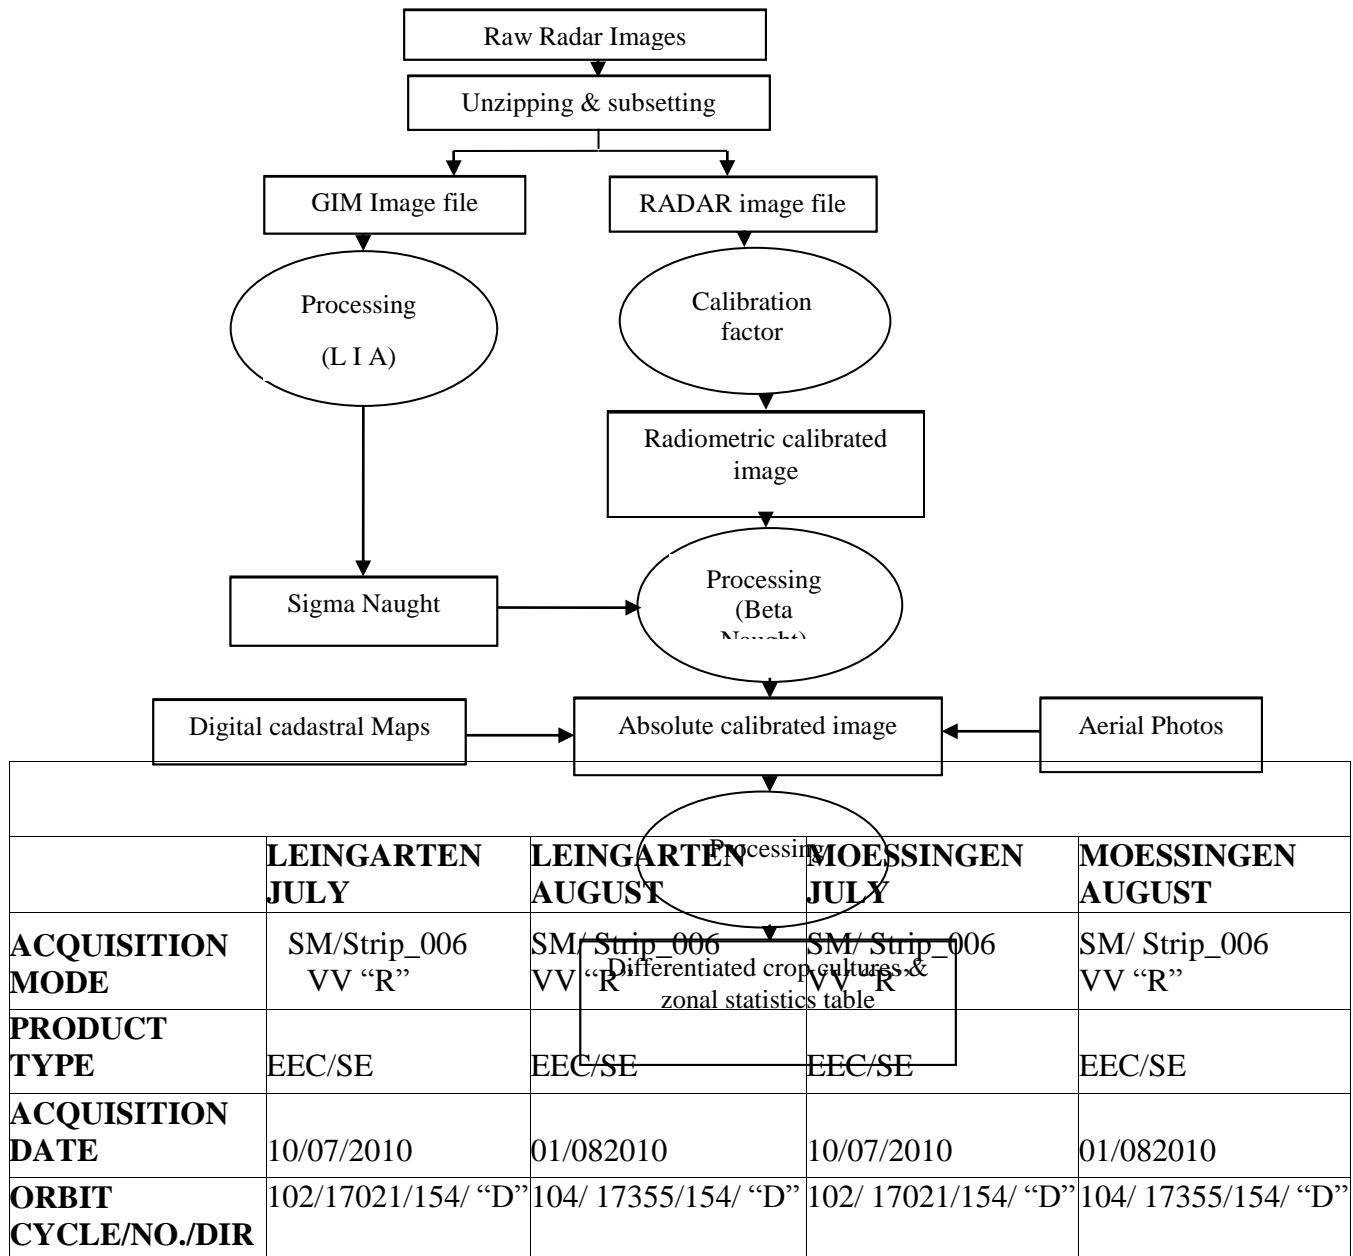 Raw Radar Images
Unzipping & subsetting
GIM Image file
RADAR image file
Processing
(L I A)
Calibration
factor
Radiometric calibrated
image
Sigma Naught
Processing
(Beta
Naught)
Digital cadastral Maps
Absolute calibrated image
Aerial Photos
Processing
Differentiated crop cultures &
zonal statistics table
LEINGARTEN
JULY
LEINGARTEN
AUGUST
MOESSINGEN
JULY
MOESSINGEN
AUGUST
ACQUISITION
MODE
SM/Strip_006
VV “R”
SM/ Strip_006
VV “R”
SM/ Strip_006
VV “R”
SM/ Strip_006
VV “R”
PRODUCT
TYPE
EEC/SE
EEC/SE
EEC/SE
EEC/SE
ACQUISITION
DATE
10/07/2010
01/082010
10/07/2010
01/082010
ORBIT
CYCLE/NO./DIR
102/17021/154/ “D”
104/ 17355/154/ “D”
102/ 17021/154/ “D”
104/ 17355/154/ “D”